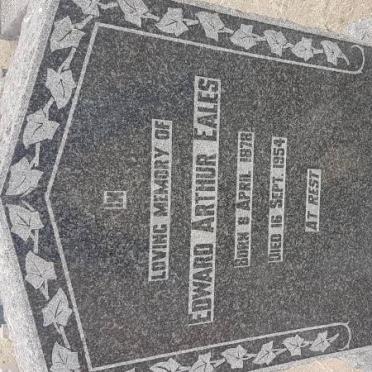 IN
LOVING MEMORY OF
EDWARD ARTHUR EALES
BORN 8 APRIL 1878
DIED 16 SEPT. 1954
AT REST